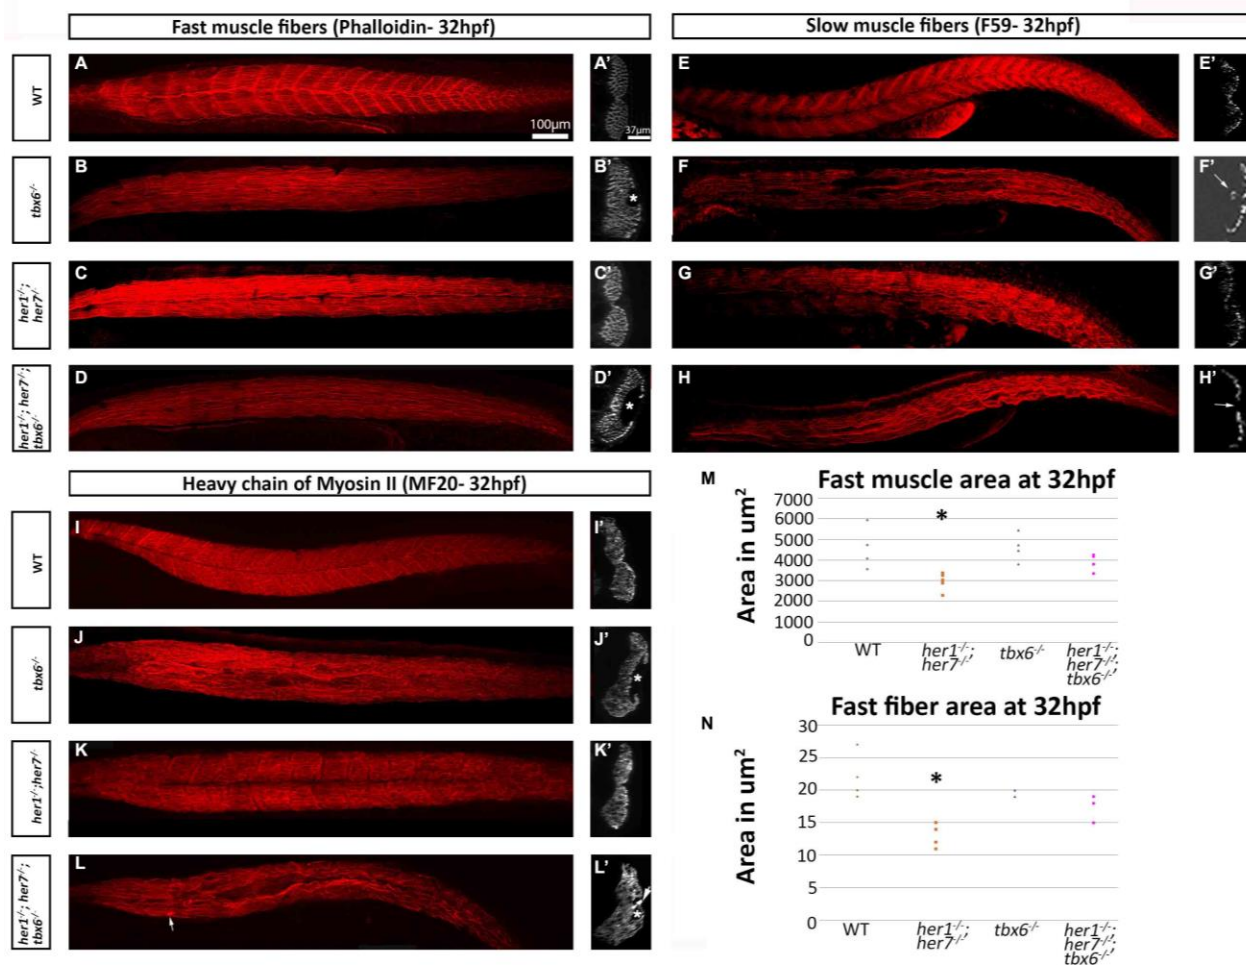 Fast muscle fibers (Phalloidin- 32hpf)
Slow muscle fibers (F59- 32hpf)
WT
A
A'
E
E'
100µm
37µm
tbx6-/-
B
B'
*
F
F'
her1-/-;
her7-/-
C
C'
G
G'
her1-/-; her7-/-;
tbx6-/-
D
D'
*
H
H'
Heavy chain of Myosin II (MF20- 32hpf)
WT
I
I'
tbx6-/-
J
J'
*
her1-/-;her7-/-
K
K'
her1-/-; her7-/-;
tbx6-/-
L
L'
*
M
Fast muscle area at 32hpf
Area in um²
7000
6000
5000
4000
3000
2000
1000
0
*
WT
her1-/-;
her7-/-;
tbx6-/-
her1-/-;
her7-/-;
tbx6-/-
N
Fast fiber area at 32hpf
Area in um²
30
25
20
15
10
5
0
*
WT
her1-/-;
her7-/-;
tbx6-/-
her1-/-;
her7-/-;
tbx6-/-